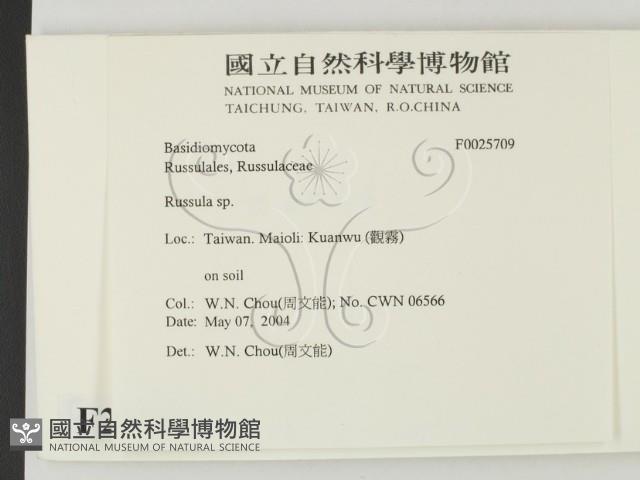 國立自然科學博物館
NATIONAL MUSEUM OF NATURAL SCIENCE
TAICHUNG, TAIWAN, R.O.CHINA
Basidiomycota F0025709
Russulales, Russulaceae
Russula sp.
Loc.: Taiwan. Maioli: Kuanwu (觀霧)
on soil
Col.: W.N. Chou(周文能); No. CWN 06566
Date: May 07, 2004
Det.: W.N. Chou(周文能)
國立自然科學博物館
NATIONAL MUSEUM OF NATURAL SCIENCE